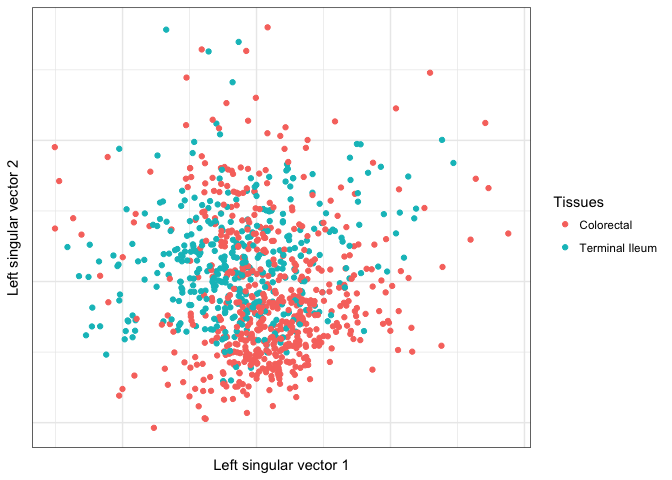 Left singular vector 2
Left singular vector 1
Tissues
Colorectal
Terminal Ileum